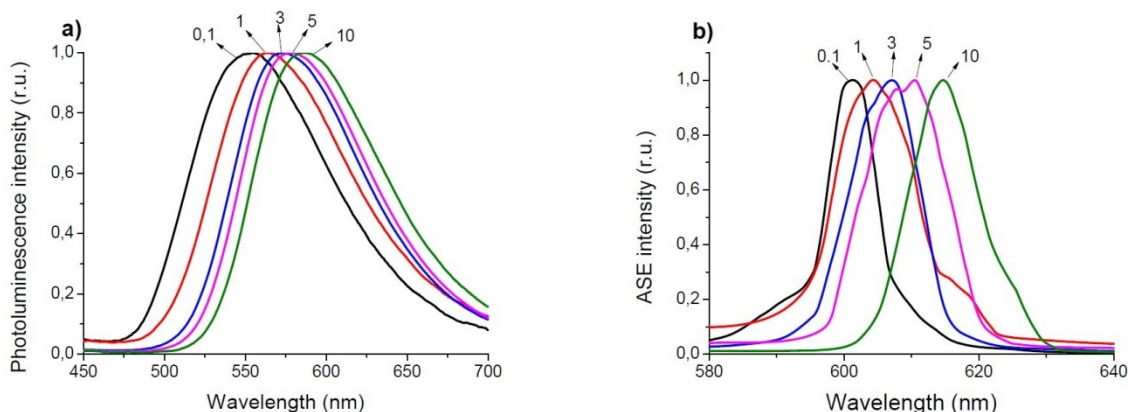 a)
0,1 1 3 5 10
1,0
0,8
0,6
0,4
0,2
0,0
Photoluminescence intensity (r.u.)
450 500 550 600 650 700
Wavelength (nm)
b)
0.1 1 3 5 10
1,0
0,8
0,6
0,4
0,2
0,0
ASE intensity (r.u.)
580 600 620 640
Wavelength (nm)